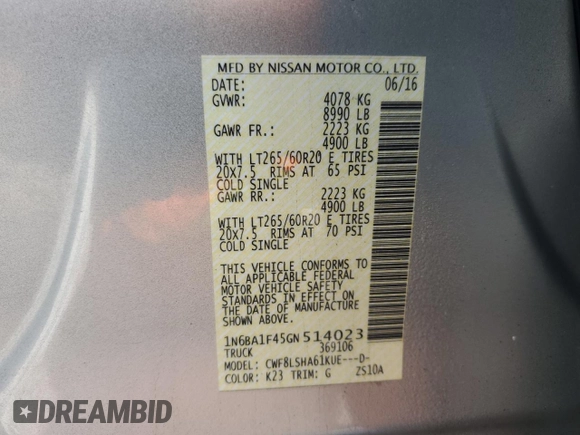 MFD BY NISSAN MOTOR CO., LTD.
DATE: 06/16
GVWR: 4078 KG
8990 LB
GAWR FR.: 2223 KG
4900 LB
WITH LT265/60R20 E TIRES
20X7.5 RIMS AT 65 PSI
COLD SINGLE
GAWR RR.: 2223 KG
4900 LB
WITH LT265/60R20 E TIRES
20X7.5 RIMS AT 70 PSI
COLD SINGLE
THIS VEHICLE CONFORMS TO
ALL APPLICABLE FEDERAL
MOTOR VEHICLE SAFETY
STANDARDS IN EFFECT ON
THE DATE OF MANUFACTURE
SHOWN ABOVE.
1N6BA1F45GN514023
TRUCK 369106
MODEL: CWF8LSHA61KUE---D-
COLOR: K23 TRIM: G ZS10A
DREAMBID
.COM